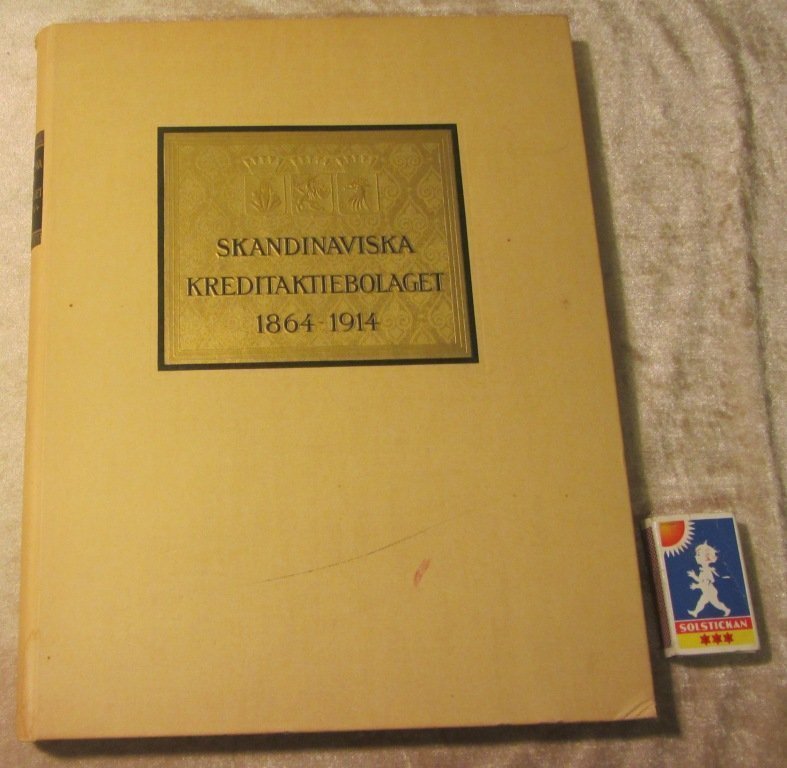 SKANDINAVISKA
KREDITAKTIEBOLAGET
1864-1914
SOLSTICKAN